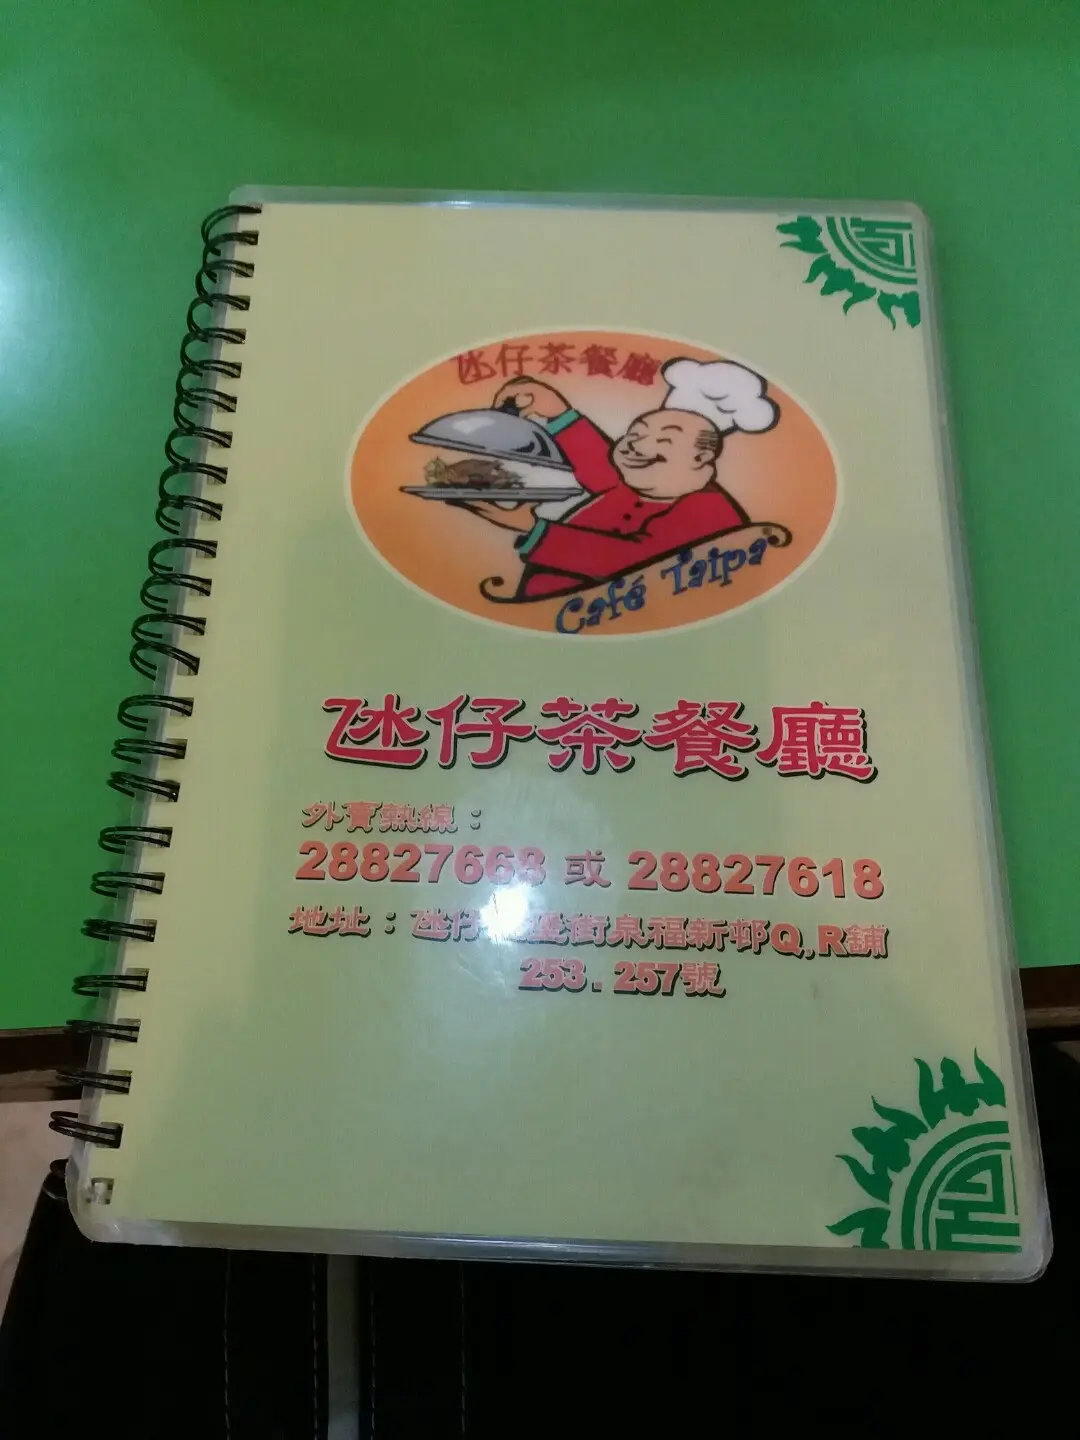 氹仔茶餐廳
Café Taipa
氹仔茶餐廳
外賣熱線：
28827668 或 28827618
地址：氹仔 街泉福新邨Q,R舖
253.257號